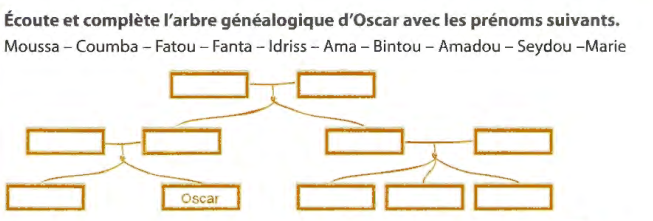 Écoute et complète l'arbre généalogique d'Oscar avec les prénoms suivants.
Moussa – Coumba – Fatou – Fanta – Idriss – Ama – Bintou – Amadou – Seydou –Marie
Oscar